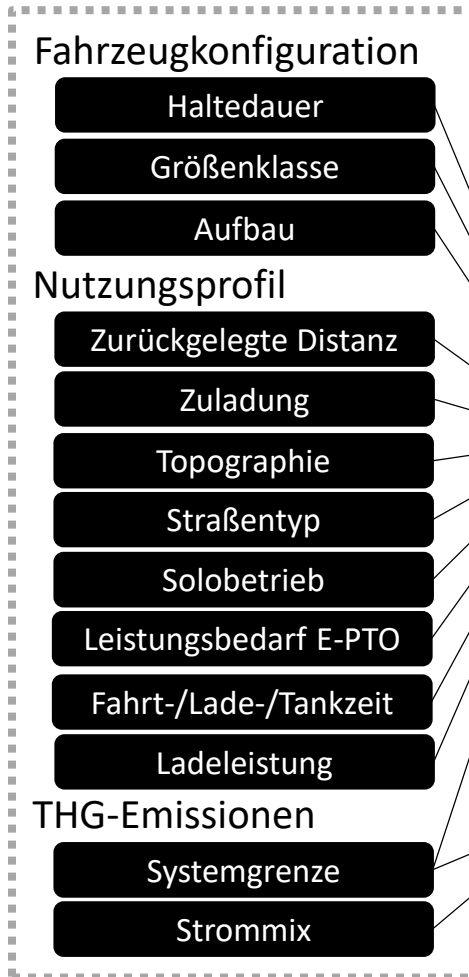 Fahrzeugkonfiguration
Haltedauer
Größenklasse
Aufbau
Nutzungsprofil
Zurückgelegte Distanz
Zuladung
Topographie
Straßentyp
Solobetrieb
Leistungsbedarf E-PTO
Fahrt-/Lade-/Tankzeit
Ladeleistung
THG-Emissionen
Systemgrenze
Strommix